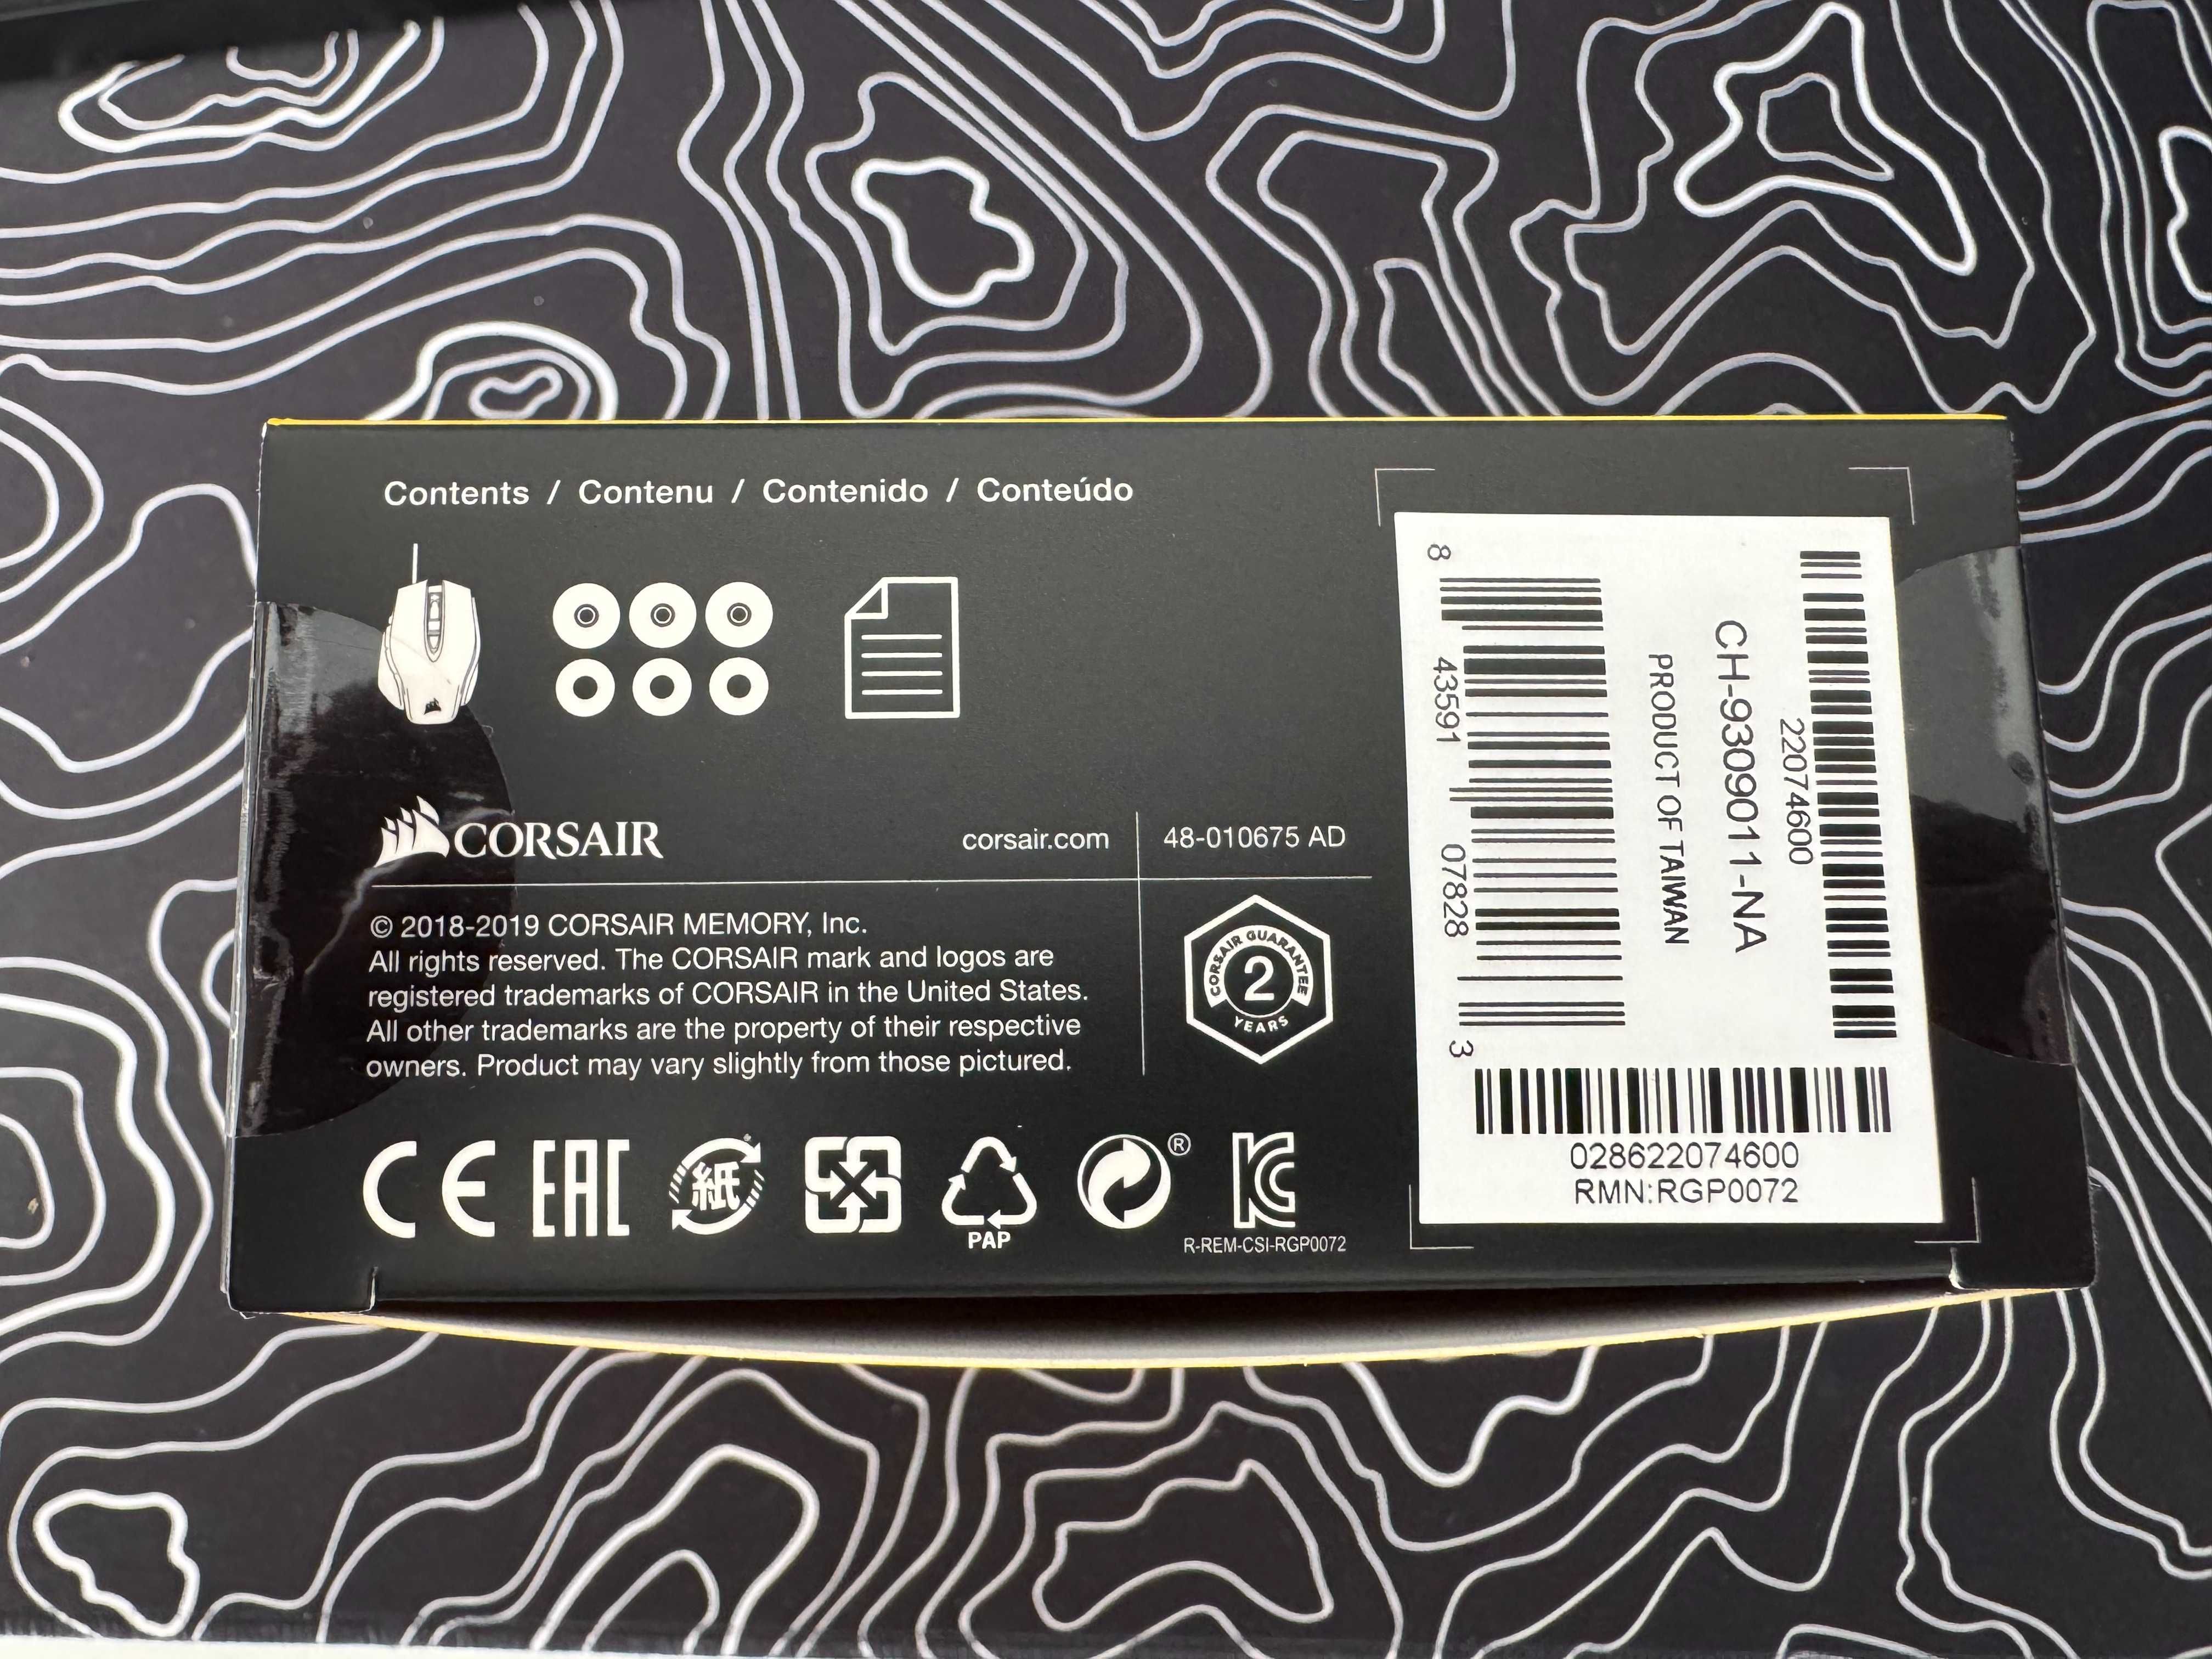 Contents / Contenu / Contenido / Conteúdo
CORSAIR
corsair.com
48-010675 AD
© 2018-2019 CORSAIR MEMORY, Inc.
All rights reserved. The CORSAIR mark and logos are
registered trademarks of CORSAIR in the United States.
All other trademarks are the property of their respective
owners. Product may vary slightly from those pictured.
CORSAIR GUARANTEE
2
YEARS
CE
EAC
紙
PAP
®
KC
R-REM-CSI-RGP0072
22074600
CH-9309011-NA
PRODUCT OF TAIWAN
8 43591 07828 3
028622074600
RMN:RGP0072